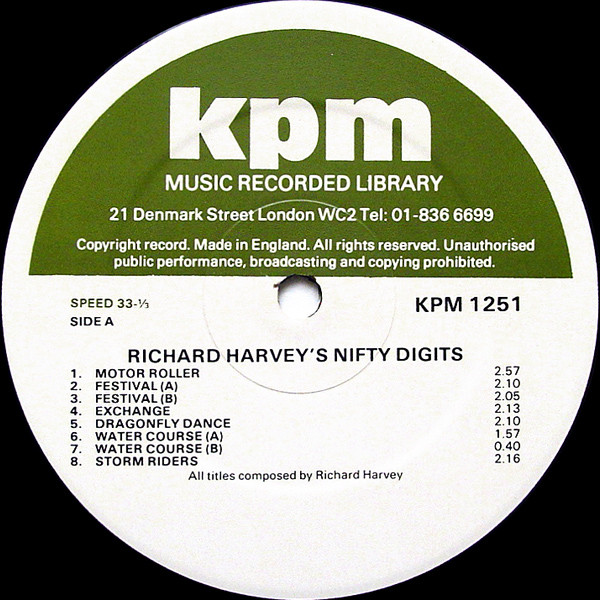 kpm
MUSIC RECORDED LIBRARY
21 Denmark Street London WC2 Tel: 01-836 6699
Copyright record. Made in England. All rights reserved. Unauthorised
public performance, broadcasting and copying prohibited.
SPEED 33-⅓
KPM 1251
SIDE A
RICHARD HARVEY'S NIFTY DIGITS
1. MOTOR ROLLER 2.57
2. FESTIVAL (A) 2.10
3. FESTIVAL (B) 2.05
4. EXCHANGE 2.13
5. DRAGONFLY DANCE 2.10
6. WATER COURSE (A) 1.57
7. WATER COURSE (B) 0.40
8. STORM RIDERS 2.16
All titles composed by Richard Harvey